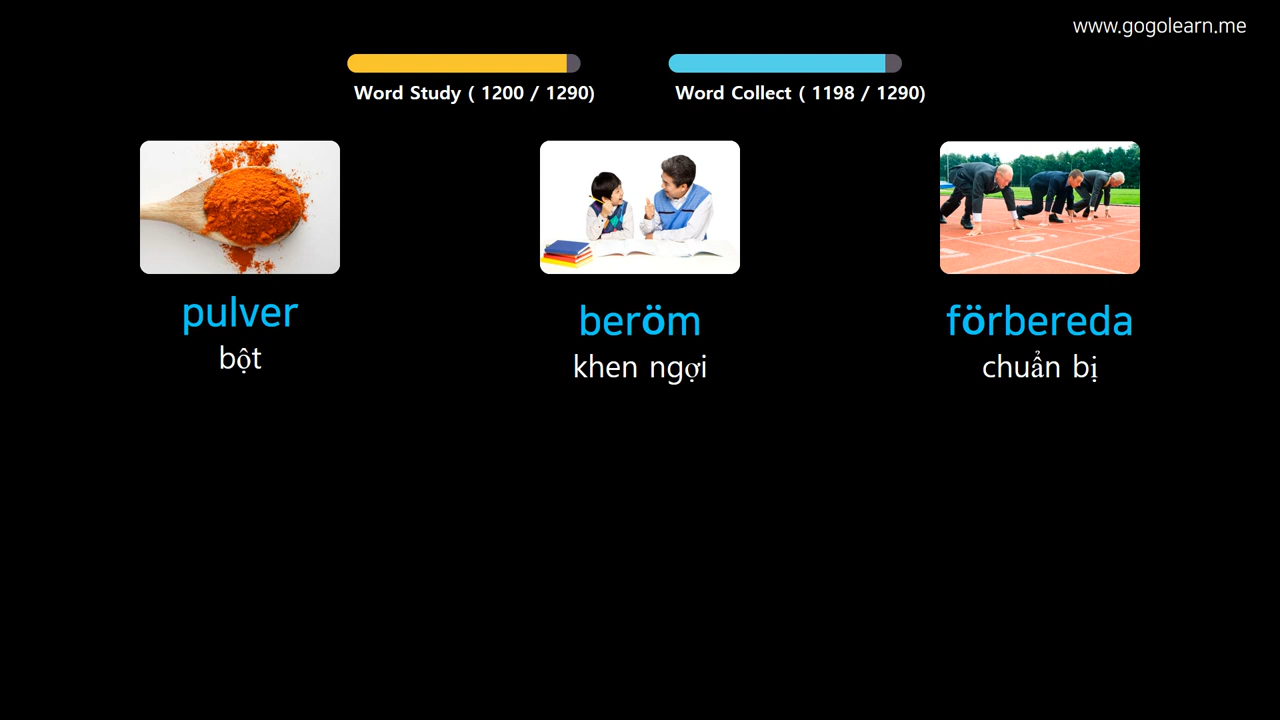 www.gogolearn.me
Word Study ( 1200 / 1290)
Word Collect ( 1198 / 1290)
pulver
bột
beröm
khen ngợi
förbereda
chuẩn bị